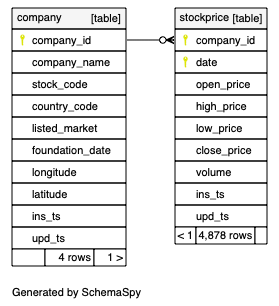 company [table]
company_id
company_name
stock_code
country_code
listed_market
foundation_date
longitude
latitude
ins_ts
upd_ts
4 rows 1 >
stockprice [table]
company_id
date
open_price
high_price
low_price
close_price
volume
ins_ts
upd_ts
< 1 4,878 rows
Generated by SchemaSpy